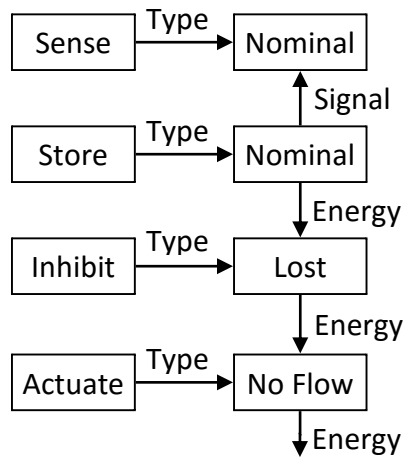 Type
Sense
Nominal
Signal
Type
Store
Nominal
Energy
Type
Inhibit
Lost
Energy
Type
Actuate
No Flow
Energy